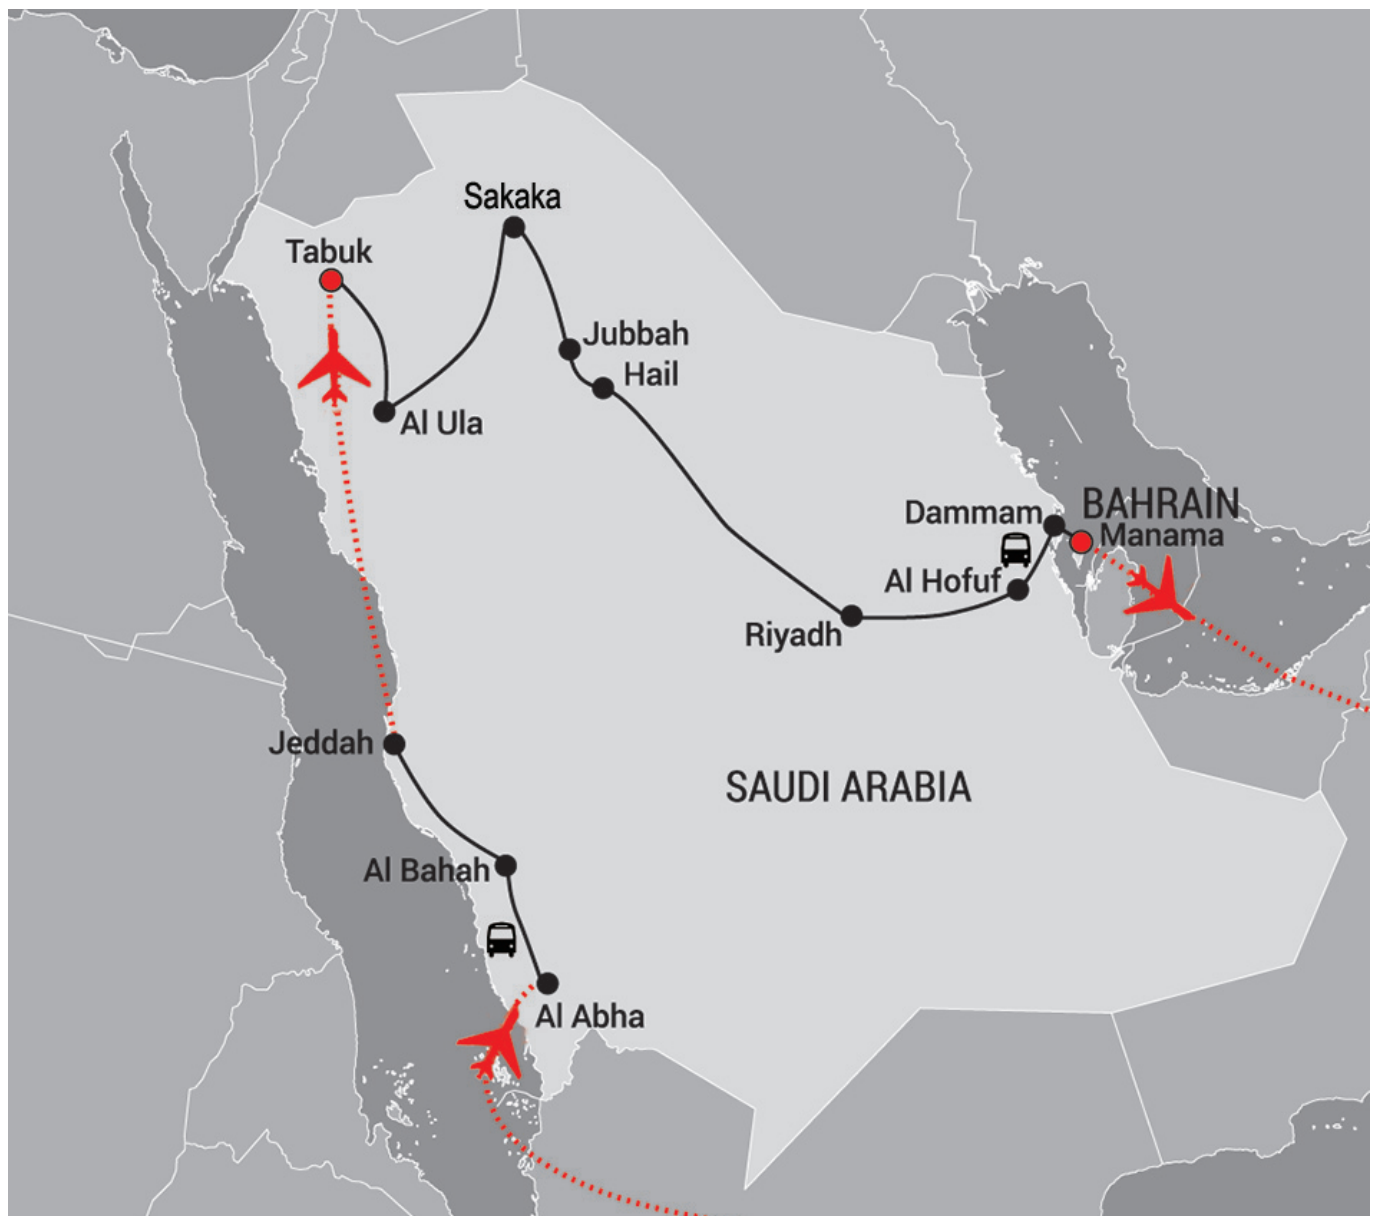 Sakaka
Tabuk
Jubbah
Hail
Al Ula
BAHRAIN
Dammam
Manama
Al Hofuf
Riyadh
Jeddah
SAUDI ARABIA
Al Bahah
Al Abha